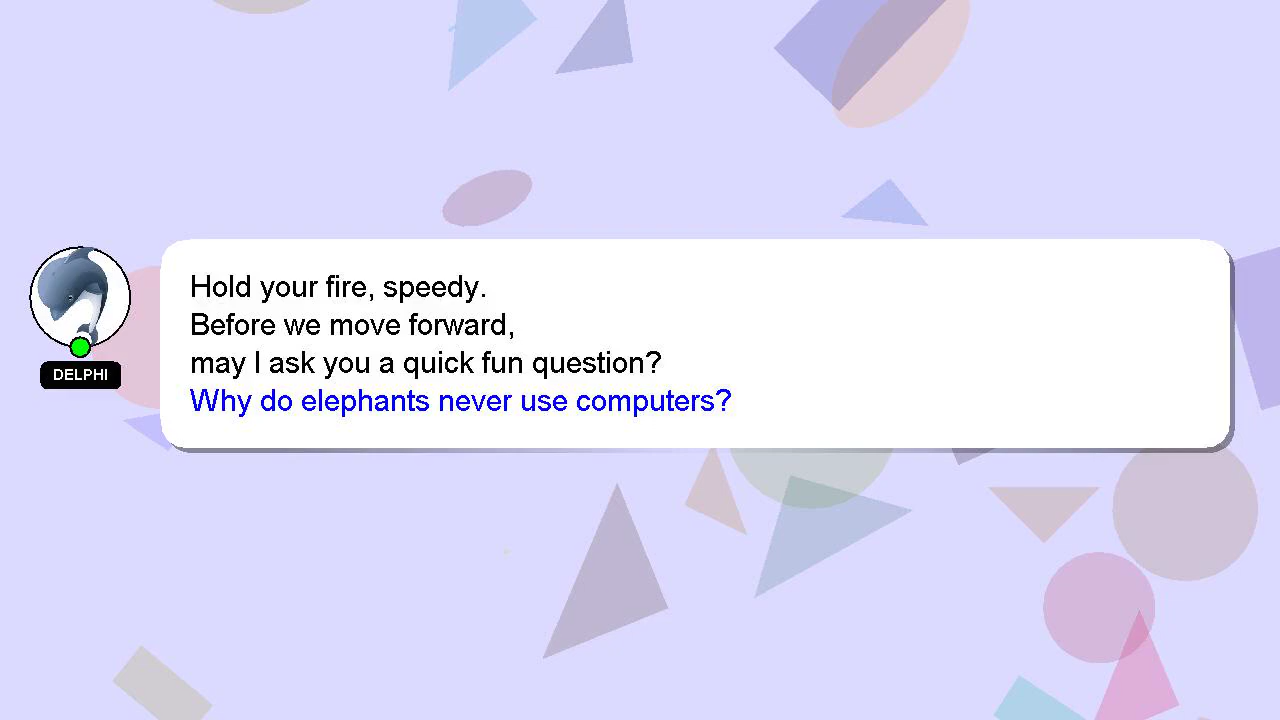 Hold your fire, speedy.
Before we move forward,
may I ask you a quick fun question?
Why do elephants never use computers?
DELPHI